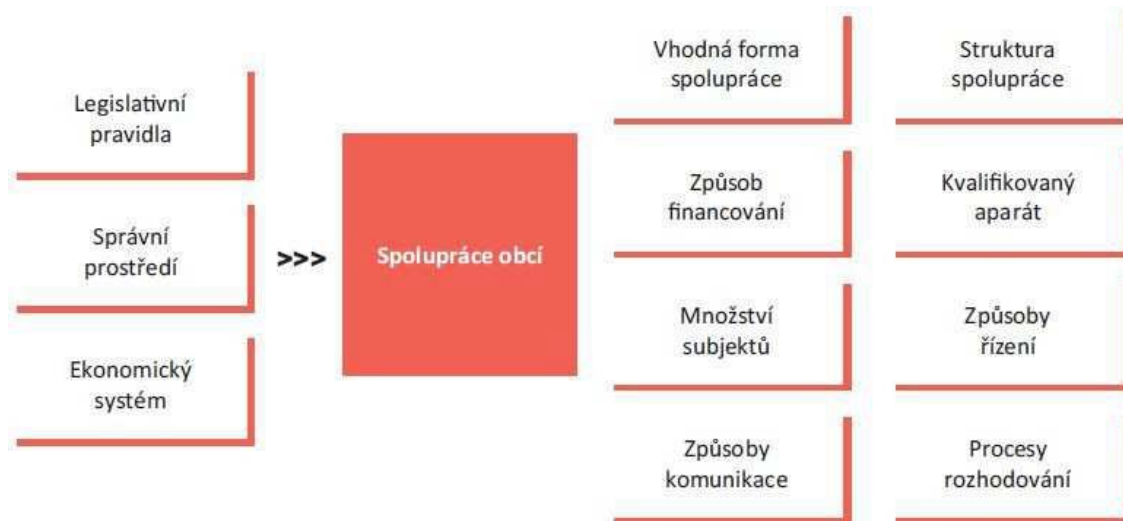 Legislativní
pravidla
Správní
prostředí
Ekonomický
systém
>>>
Spolupráce obcí
Vhodná forma
spolupráce
Struktura
spolupráce
Způsob
financování
Kvalifikovaný
aparát
Množství
subjektů
Způsoby
řízení
Způsoby
komunikace
Procesy
rozhodování